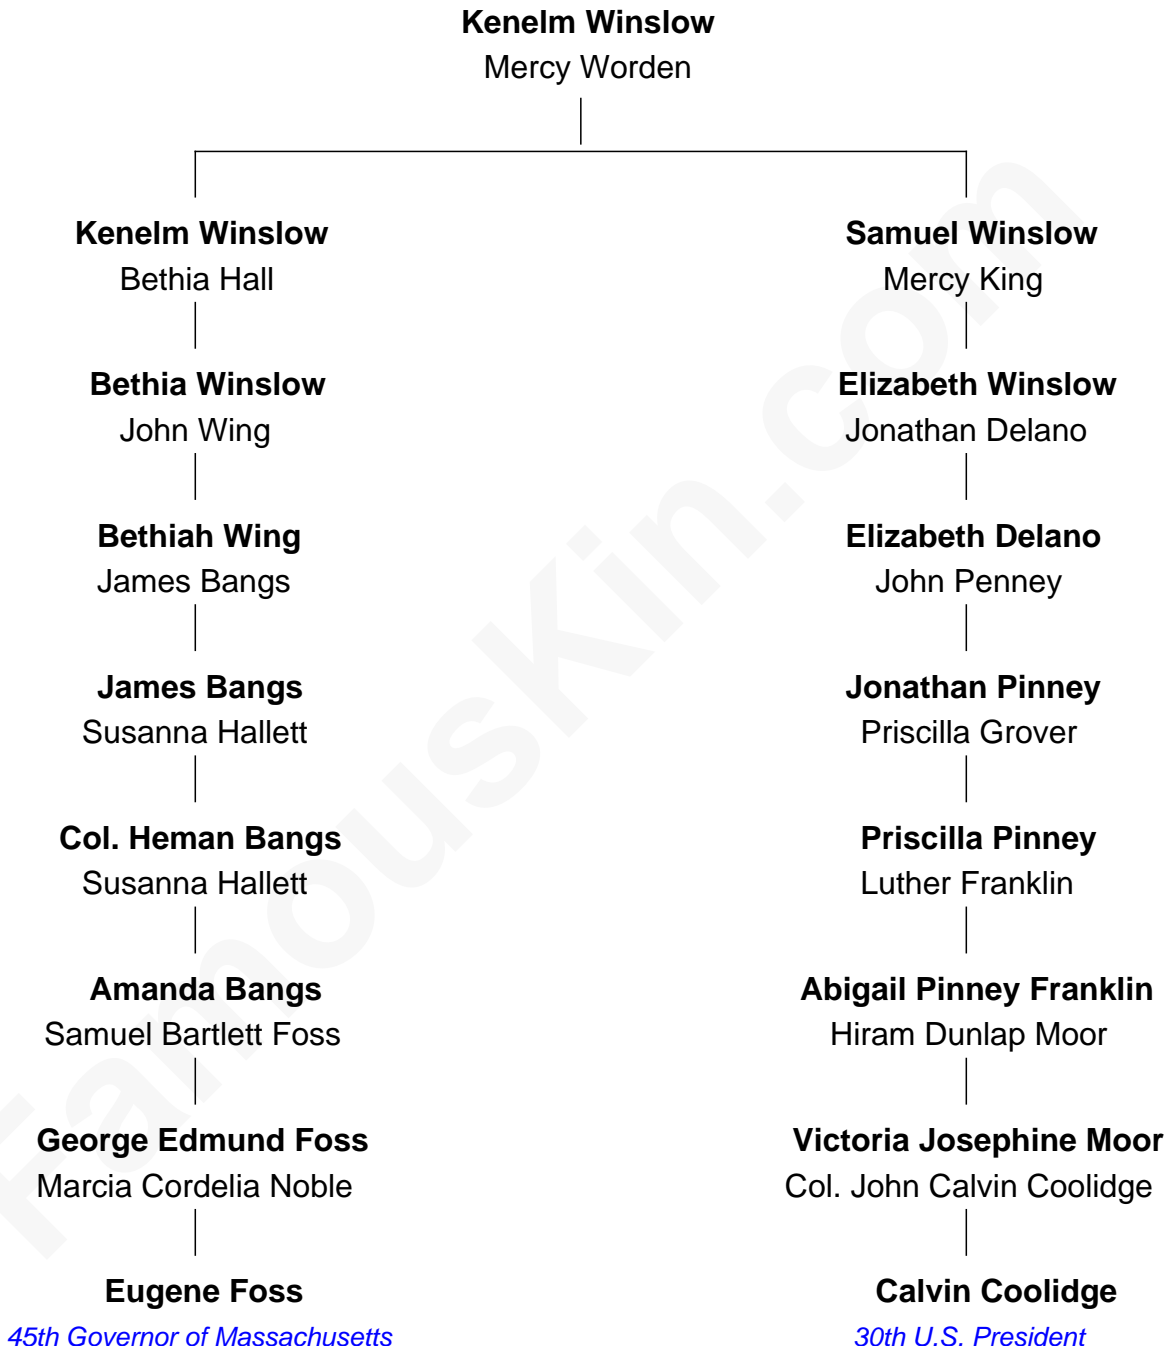 Kenelm Winslow
Mercy Worden
Kenelm Winslow
Bethia Hall
Samuel Winslow
Mercy King
Bethia Winslow
John Wing
Elizabeth Winslow
Jonathan Delano
Bethiah Wing
James Bangs
Elizabeth Delano
John Penney
James Bangs
Susanna Hallett
Jonathan Pinney
Priscilla Grover
Col. Heman Bangs
Susanna Hallett
Priscilla Pinney
Luther Franklin
Amanda Bangs
Samuel Bartlett Foss
Abigail Pinney Franklin
Hiram Dunlap Moor
George Edmund Foss
Marcia Cordelia Noble
Victoria Josephine Moor
Col. John Calvin Coolidge
Eugene Foss
45th Governor of Massachusetts
Calvin Coolidge
30th U.S. President
FamousKin.com